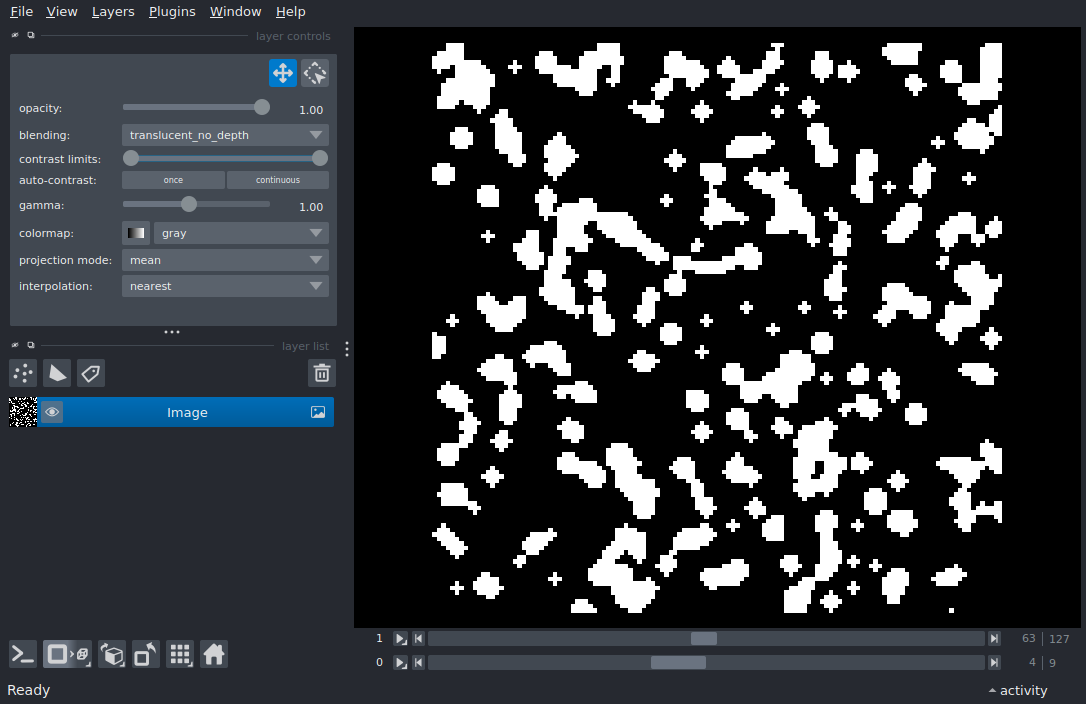 File View Layers Plugins Window Help
layer controls
opacity: 1.00
blending: translucent_no_depth
contrast limits:
auto-contrast: once continuous
gamma: 1.00
colormap: gray
projection mode: mean
interpolation: nearest
layer list
Image
1 63 127
0 4 9
Ready activity